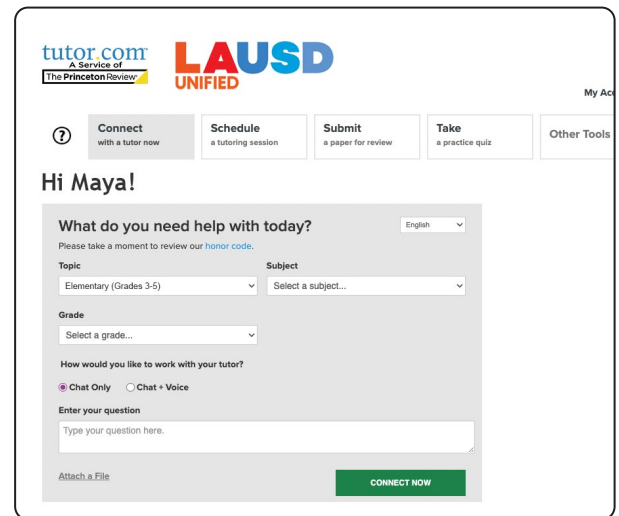 tutor.com
A Service of
The Princeton Review
LAUSD
UNIFIED
My Acc
?
Connect
with a tutor now
Schedule
a tutoring session
Submit
a paper for review
Take
a practice quiz
Other Tools
Hi Maya!
What do you need help with today?
English
Please take a moment to review our honor code.
Topic
Subject
Elementary (Grades 3-5)
Select a subject...
Grade
Select a grade...
How would you like to work with your tutor?
Chat Only
Chat + Voice
Enter your question
Type your question here.
Attach a File
CONNECT NOW